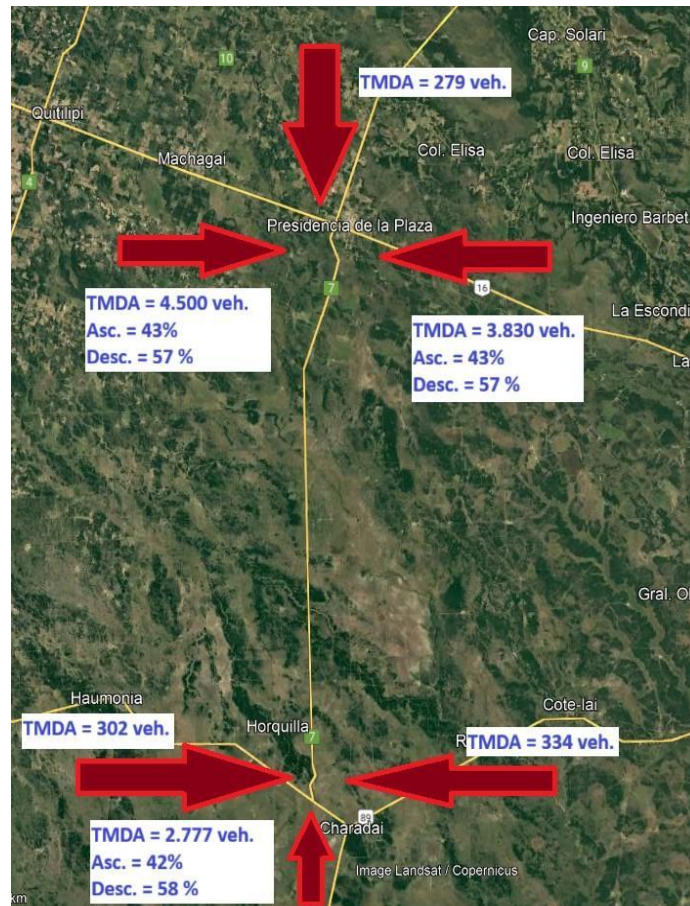 Cap. Solari
10
9
TMDA = 279 veh.
Quitilipi
Machagai
Col. Elisa
Col. Elisa
4
Presidencia de la Plaza
Ingeniero Barbet
7
16
TMDA = 4.500 veh.
Asc. = 43%
Desc. = 57 %
La Escondi
TMDA = 3.830 veh.
Asc. = 43%
Desc. = 57 %
La
Gral. O
Haumonia
Cote-lai
TMDA = 302 veh.
Horquilla
7
R
TMDA = 334 veh.
TMDA = 2.777 veh.
Asc. = 42%
Desc. = 58 %
89
Charadai
Image Landsat / Copernicus
km